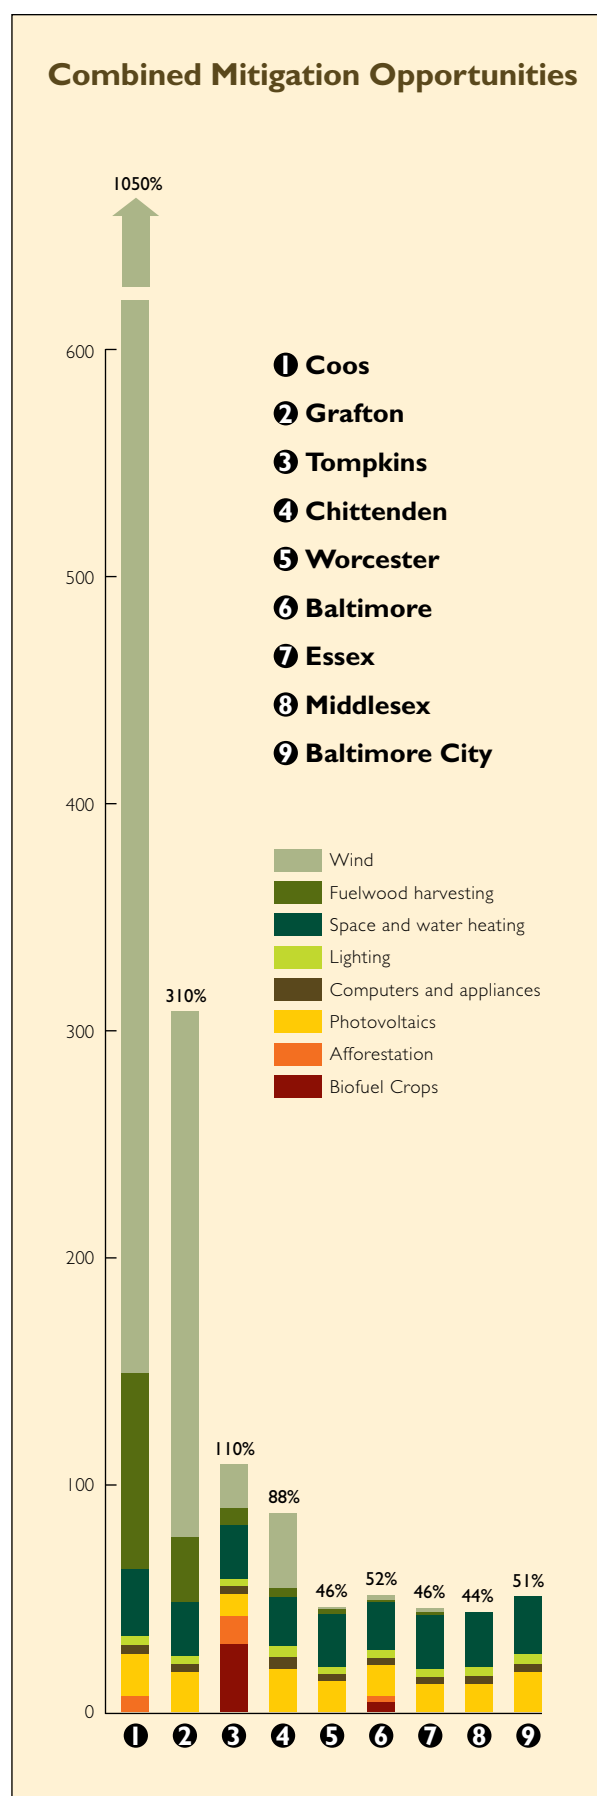 Combined Mitigation Opportunities
1050%
600
❶ Coos
❷ Grafton
❸ Tompkins
❹ Chittenden
❺ Worcester
❻ Baltimore
❼ Essex
❽ Middlesex
❾ Baltimore City
500
400
Wind
Fuelwood harvesting
Space and water heating
Lighting
Computers and appliances
Photovoltaics
Afforestation
Biofuel Crops
310%
300
200
110%
100
88%
46%
52%
46%
44%
51%
0
❶ ❷ ❸ ❹ ❺ ❻ ❼ ❽ ❾